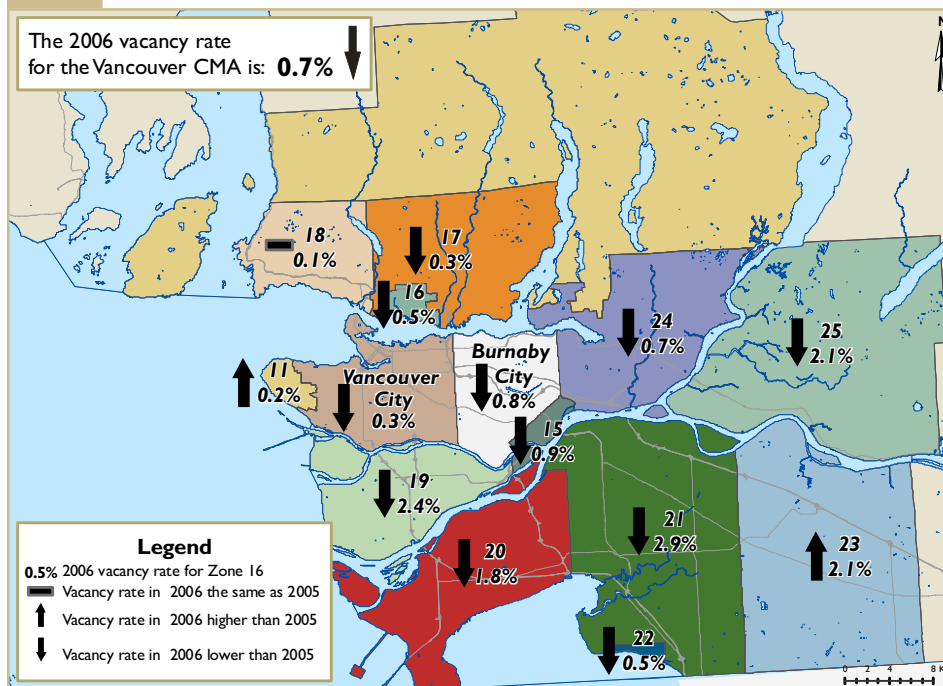 The 2006 vacancy rate
for the Vancouver CMA is: 0.7%
N
18
0.1%
17
0.3%
16
0.5%
24
0.7%
25
2.1%
11
0.2%
Vancouver
City
0.3%
Burnaby
City
0.8%
15
0.9%
19
2.4%
20
1.8%
21
2.9%
23
2.1%
22
0.5%
Legend
0.5% 2006 vacancy rate for Zone 16
Vacancy rate in 2006 the same as 2005
Vacancy rate in 2006 higher than 2005
Vacancy rate in 2006 lower than 2005
0 2 4 8 K